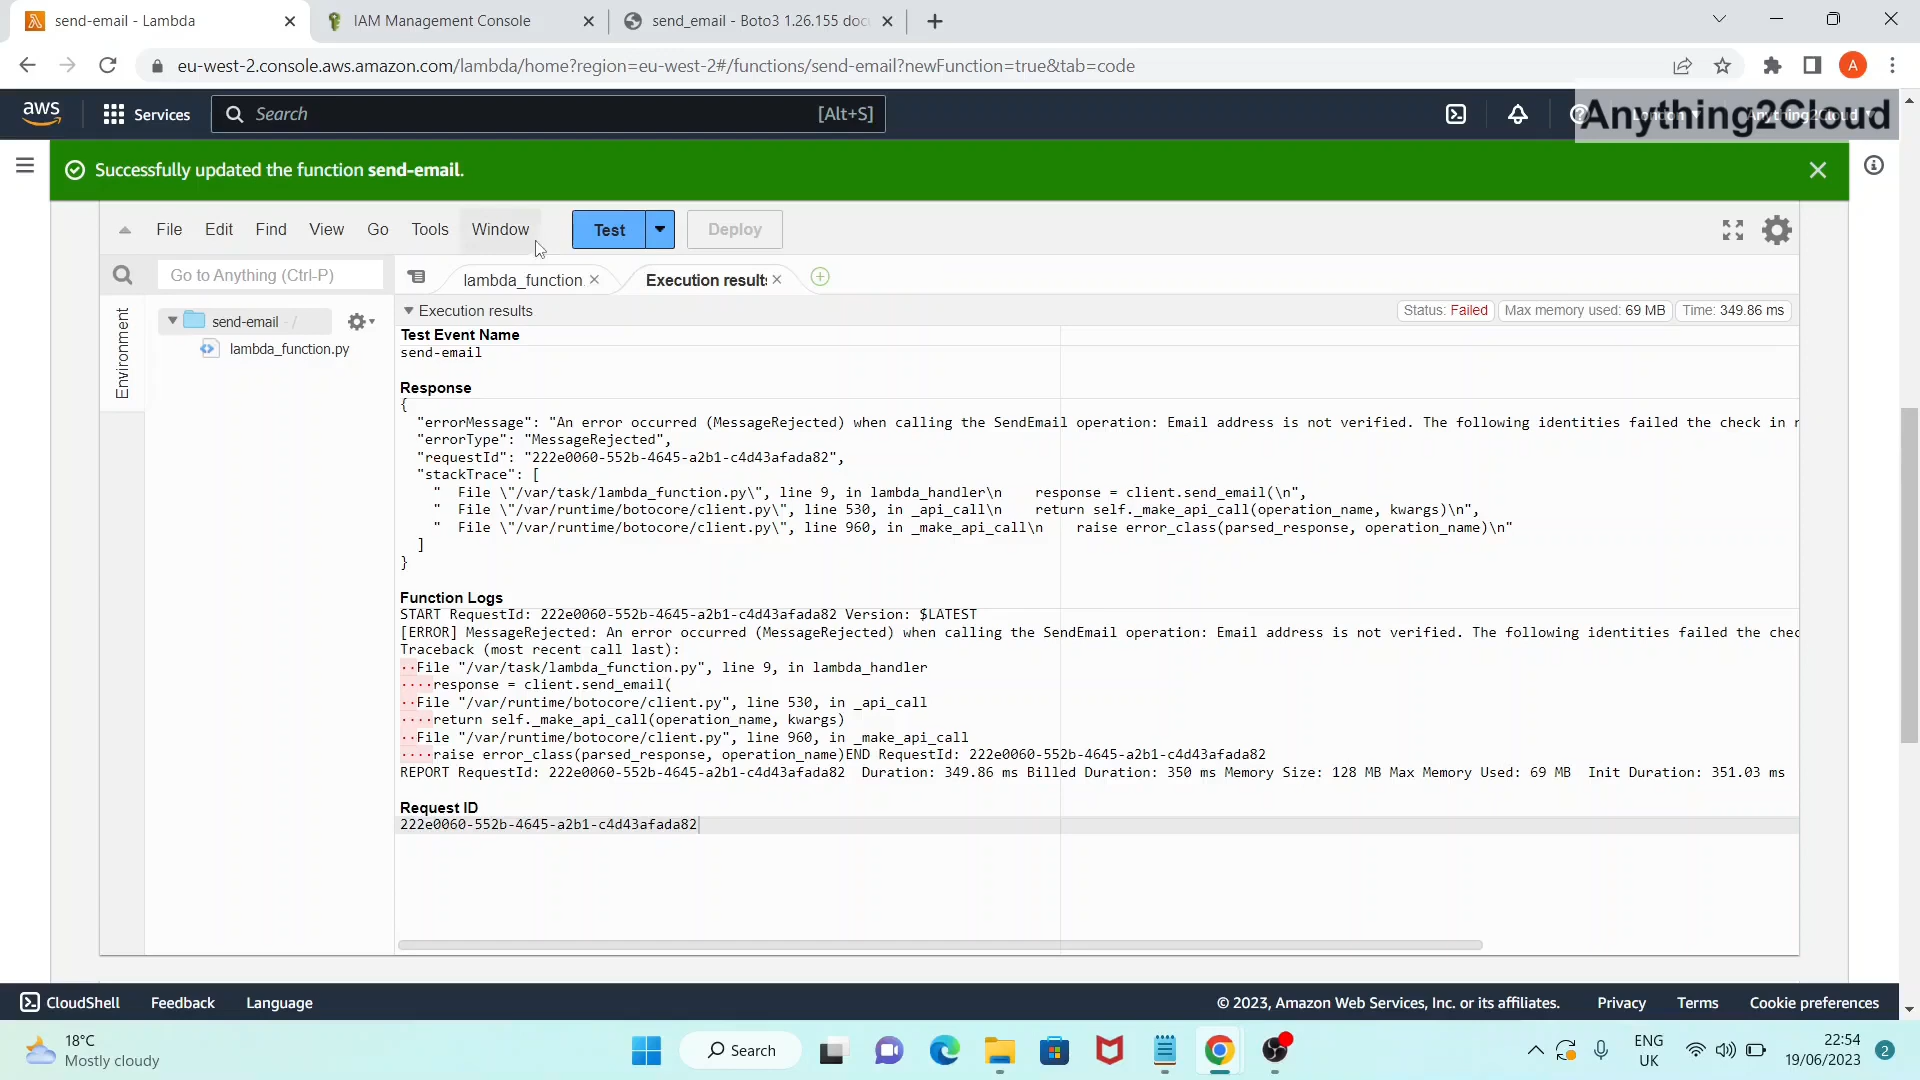 send-email - Lambda
IAM Management Console
send_email - Boto3 1.26.155 doc
eu-west-2.console.aws.amazon.com/lambda/home?region=eu-west-2#/functions/send-email?newFunction=true&tab=code
A
aws
Services
Search
[Alt+S]
Anything2Cloud
Successfully updated the function send-email.
File Edit Find View Go Tools Window
Test
Deploy
Go to Anything (Ctrl-P)
lambda_function
Execution result
Environment
send-email - /
lambda_function.py
Execution results
Status: Failed
Max memory used: 69 MB
Time: 349.86 ms
Test Event Name
send-email
Response
{
"errorMessage": "An error occurred (MessageRejected) when calling the SendEmail operation: Email address is not verified. The following identities failed the check in r
"errorType": "MessageRejected",
"requestId": "222e0060-552b-4645-a2b1-c4d43afada82",
"stackTrace": [
"  File \"/var/task/lambda_function.py\", line 9, in lambda_handler\n    response = client.send_email(\n",
"  File \"/var/runtime/botocore/client.py\", line 530, in _api_call\n    return self._make_api_call(operation_name, kwargs)\n",
"  File \"/var/runtime/botocore/client.py\", line 960, in _make_api_call\n    raise error_class(parsed_response, operation_name)\n"
]
}
Function Logs
START RequestId: 222e0060-552b-4645-a2b1-c4d43afada82 Version: $LATEST
[ERROR] MessageRejected: An error occurred (MessageRejected) when calling the SendEmail operation: Email address is not verified. The following identities failed the chec
Traceback (most recent call last):
··File "/var/task/lambda_function.py", line 9, in lambda_handler
····response = client.send_email(
··File "/var/runtime/botocore/client.py", line 530, in _api_call
····return self._make_api_call(operation_name, kwargs)
··File "/var/runtime/botocore/client.py", line 960, in _make_api_call
····raise error_class(parsed_response, operation_name)END RequestId: 222e0060-552b-4645-a2b1-c4d43afada82
REPORT RequestId: 222e0060-552b-4645-a2b1-c4d43afada82  Duration: 349.86 ms Billed Duration: 350 ms Memory Size: 128 MB Max Memory Used: 69 MB  Init Duration: 351.03 ms
Request ID
222e0060-552b-4645-a2b1-c4d43afada82
CloudShell
Feedback
Language
© 2023, Amazon Web Services, Inc. or its affiliates.
Privacy
Terms
Cookie preferences
18°C
Mostly cloudy
Search
ENG
UK
22:54
19/06/2023
2